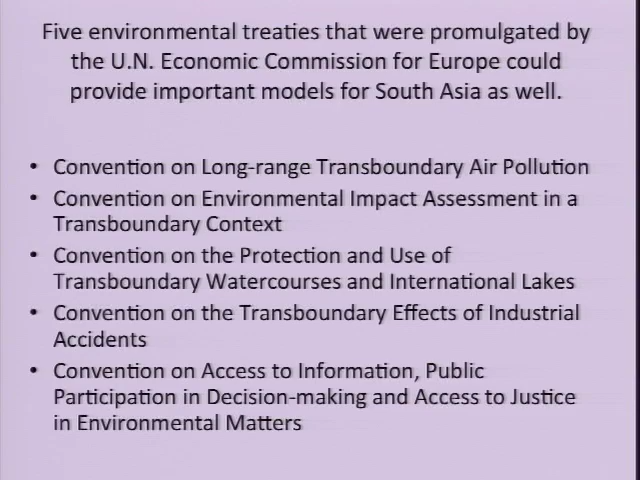 Five environmental treaties that were promulgated by
the U.N. Economic Commission for Europe could
provide important models for South Asia as well.
• Convention on Long-range Transboundary Air Pollution
• Convention on Environmental Impact Assessment in a
Transboundary Context
• Convention on the Protection and Use of
Transboundary Watercourses and International Lakes
• Convention on the Transboundary Effects of Industrial
Accidents
• Convention on Access to Information, Public
Participation in Decision-making and Access to Justice
in Environmental Matters